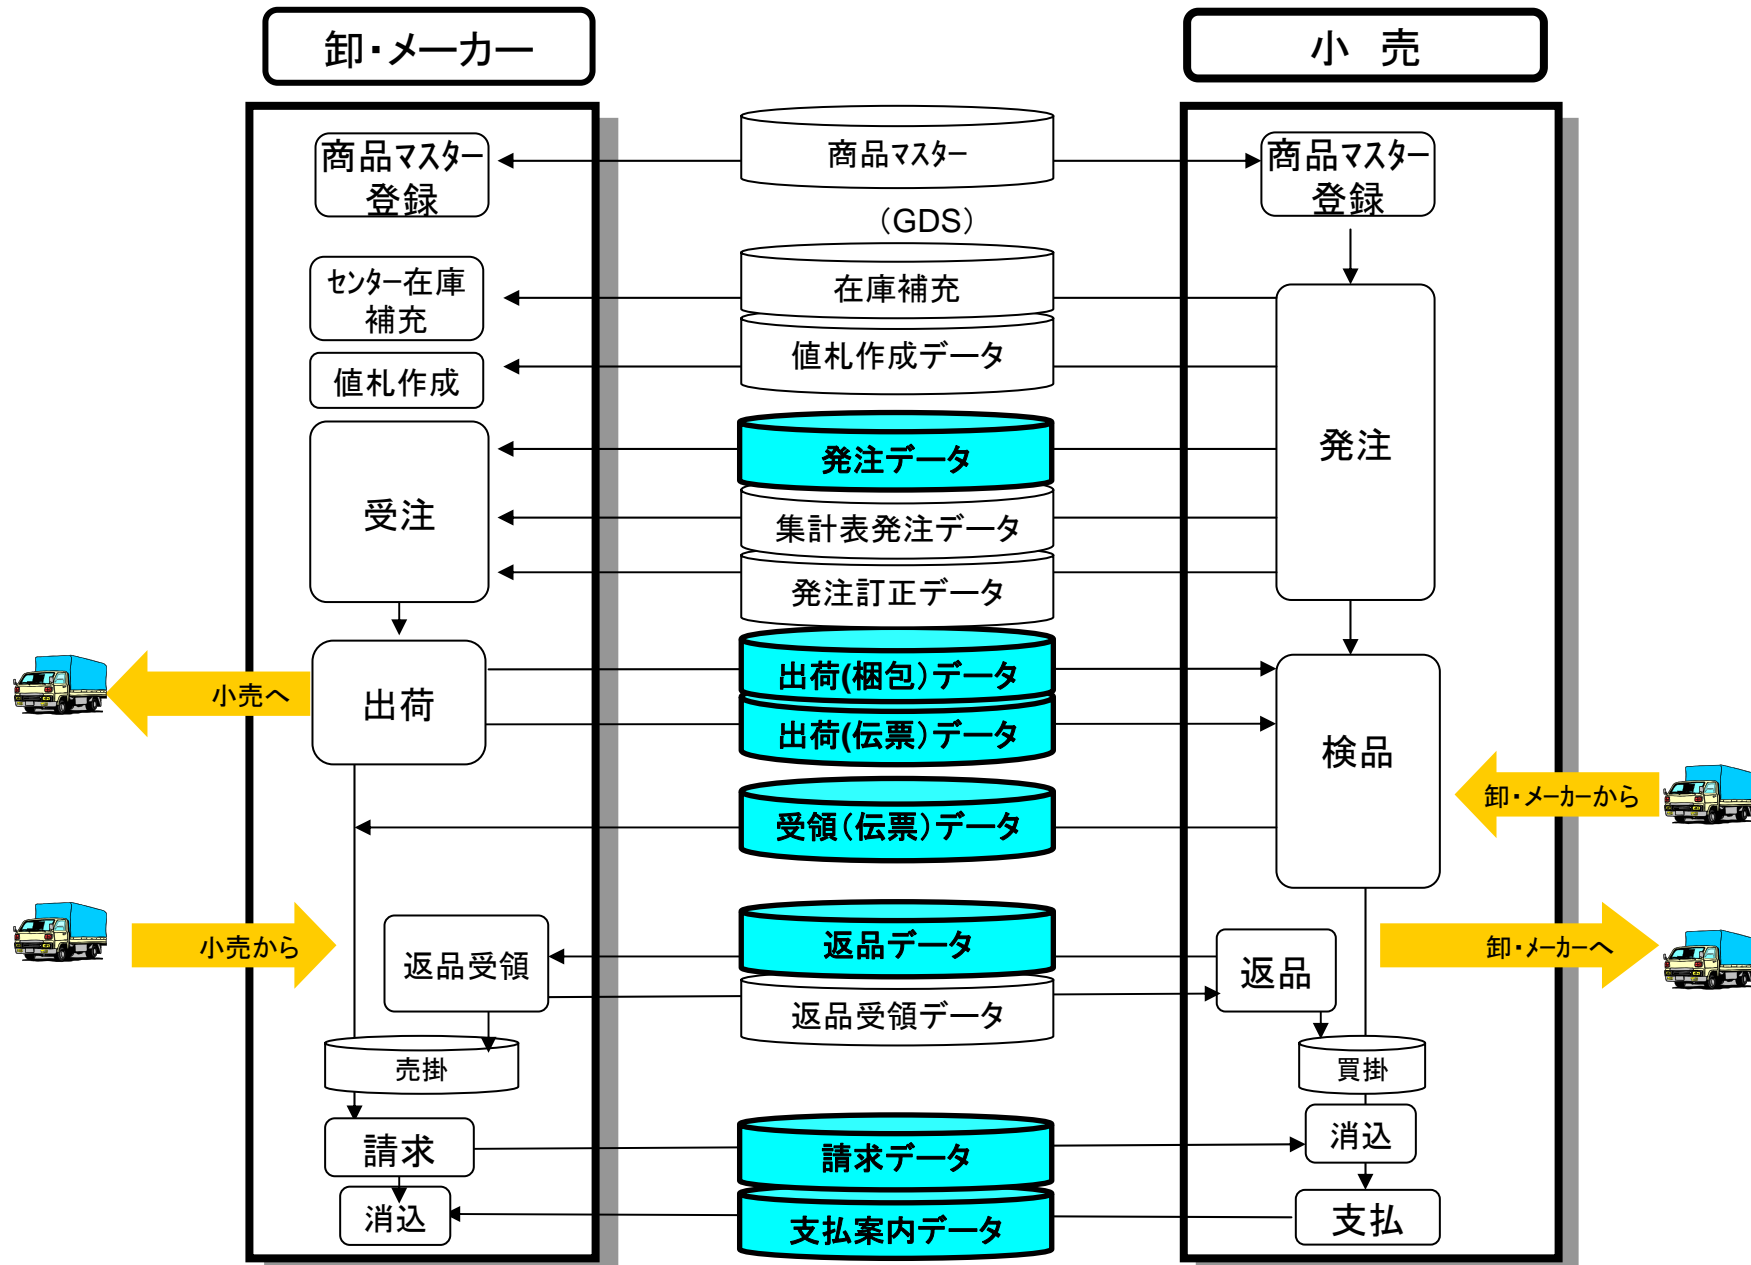 卸・メーカー
小　売
商品マスター
登録
商品マスター
商品マスター
登録
（GDS）
センター在庫
補充
在庫補充
値札作成
値札作成データ
発注
発注データ
受注
集計表発注データ
発注訂正データ
小売へ
出荷
出荷(梱包）データ
出荷(伝票）データ
検品
卸・メーカーから
受領（伝票）データ
小売から
返品受領
返品データ
返品
卸・メーカーへ
返品受領データ
売掛
買掛
請求
請求データ
消込
消込
支払案内データ
支払